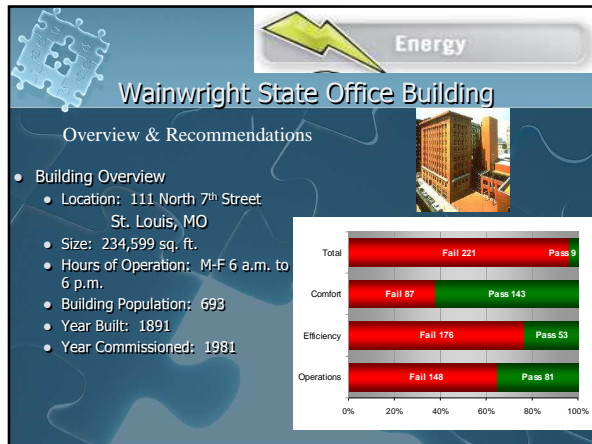 Energy
Wainwright State Office Building
Overview & Recommendations
• Building Overview
• Location: 111 North 7th Street
St. Louis, MO
• Size: 234,599 sq. ft.
• Hours of Operation: M-F 6 a.m. to
6 p.m.
• Building Population: 693
• Year Built: 1891
• Year Commissioned: 1981
Total Fail 221 Pass 9
Comfort Fail 87 Pass 143
Efficiency Fail 176 Pass 53
Operations Fail 148 Pass 81
0% 20% 40% 60% 80% 100%